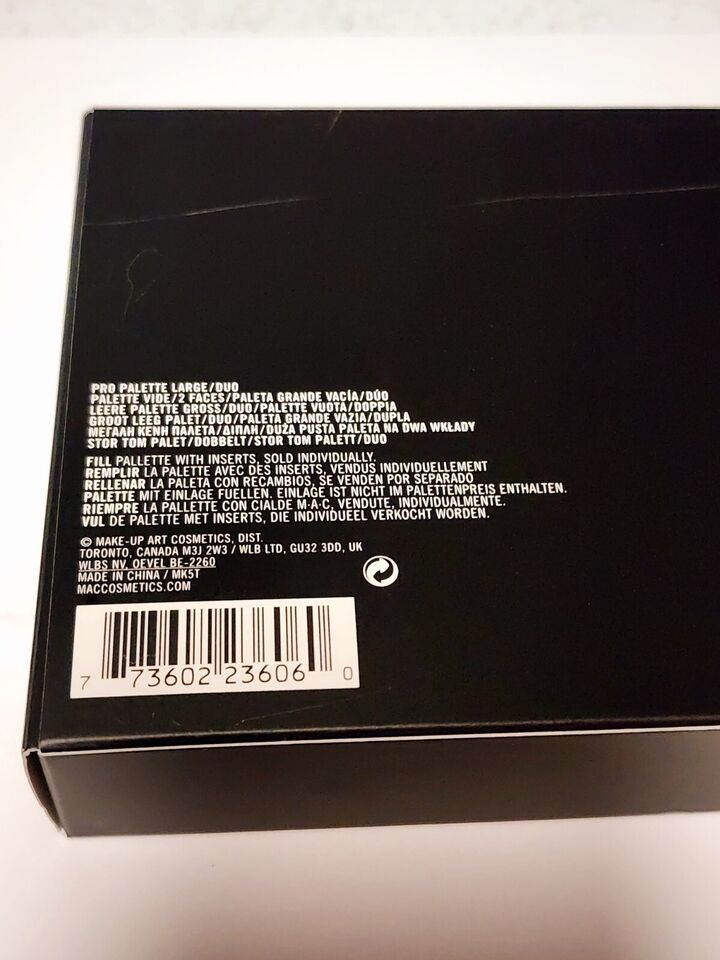 PRO PALETTE LARGE/DUO
PALETTE VIDE/2 FACES/PALETA GRANDE VACÍA/DÚO
LEERE PALETTE GROSS/DUO/PALETTE VUOTA/DOPPIA
GROOT LEEG PALET/DUO/PALETA GRANDE VAZIA/DUPLA
ΜΕΓΑΛΗ ΚΕΝΗ ΠΑΛΕΤΑ/ΔΙΠΛΗ/DUŻA PUSTA PALETA NA DWA WKŁADY
STOR TOM PALET/DOBBELT/STOR TOM PALETT/DUO
FILL PALLETTE WITH INSERTS, SOLD INDIVIDUALLY.
REMPLIR LA PALETTE AVEC DES INSERTS, VENDUS INDIVIDUELLEMENT
RELLENAR LA PALETA CON RECAMBIOS, SE VENDEN POR SEPARADO
PALETTE MIT EINLAGE FUELLEN. EINLAGE IST NICHT IM PALETTENPREIS ENTHALTEN.
RIEMPRE LA PALLETTE CON CIALDE M·A·C, VENDUTE, INDIVIDUALMENTE.
VUL DE PALETTE MET INSERTS, DIE INDIVIDUEEL VERKOCHT WORDEN.
© MAKE-UP ART COSMETICS, DIST.
TORONTO, CANADA M3J 2W3 / WLB LTD, GU32 3DD, UK
WLBS NV, OEVEL BE-2260
MADE IN CHINA / MK5T
MACCOSMETICS.COM
7 73602 23606 0